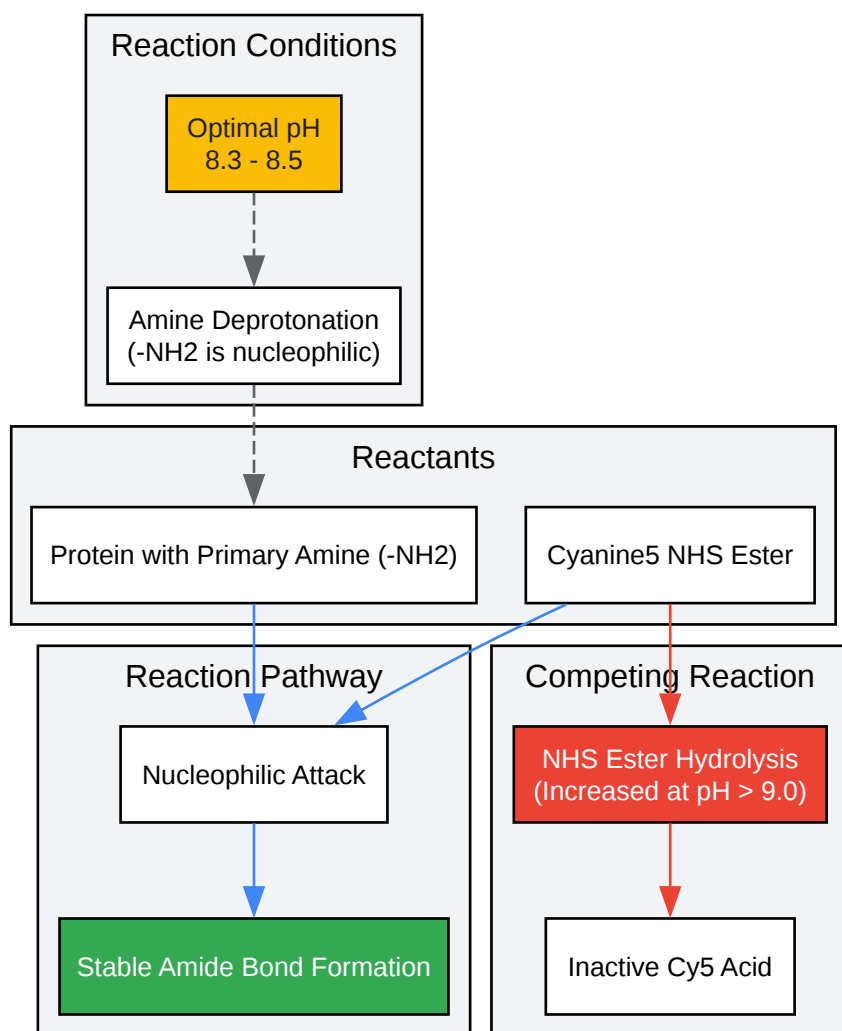 Reaction Conditions
Optimal pH
8.3 - 8.5
Amine Deprotonation
(-NH2 is nucleophilic)
Reactants
Protein with Primary Amine (-NH2)
Cyanine5 NHS Ester
Reaction Pathway
Competing Reaction
Nucleophilic Attack
NHS Ester Hydrolysis
(Increased at pH > 9.0)
Stable Amide Bond Formation
Inactive Cy5 Acid